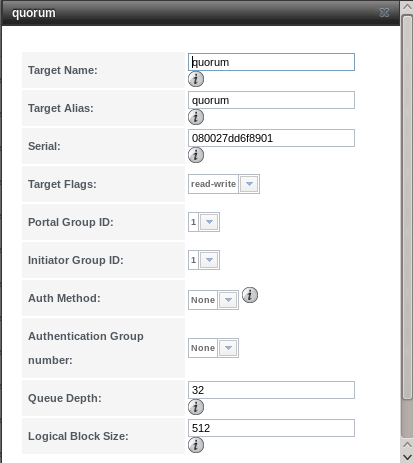 quorum
Target Name: quorum
Target Alias: quorum
Serial: 080027dd6f8901
Target Flags: read-write
Portal Group ID: 1
Initiator Group ID: 1
Auth Method: None
Authentication Group
number: None
Queue Depth: 32
Logical Block Size: 512